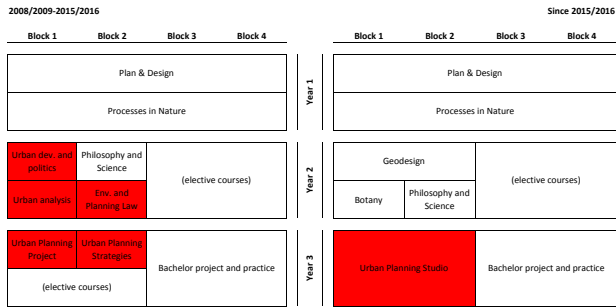 2008/2009-2015/2016
Since 2015/2016
Block 1 Block 2 Block 3 Block 4
Block 1 Block 2 Block 3 Block 4
Plan & Design
Processes in Nature
Year 1
Plan & Design
Processes in Nature
Urban dev. and
politics
Philosophy and
Science
(elective courses)
Urban analysis
Env. and
Planning Law
Year 2
Geodesign
(elective courses)
Botany
Philosophy and
Science
Urban Planning
Project
Urban Planning
Strategies
Bachelor project and practice
(elective courses)
Year 3
Urban Planning Studio
Bachelor project and practice